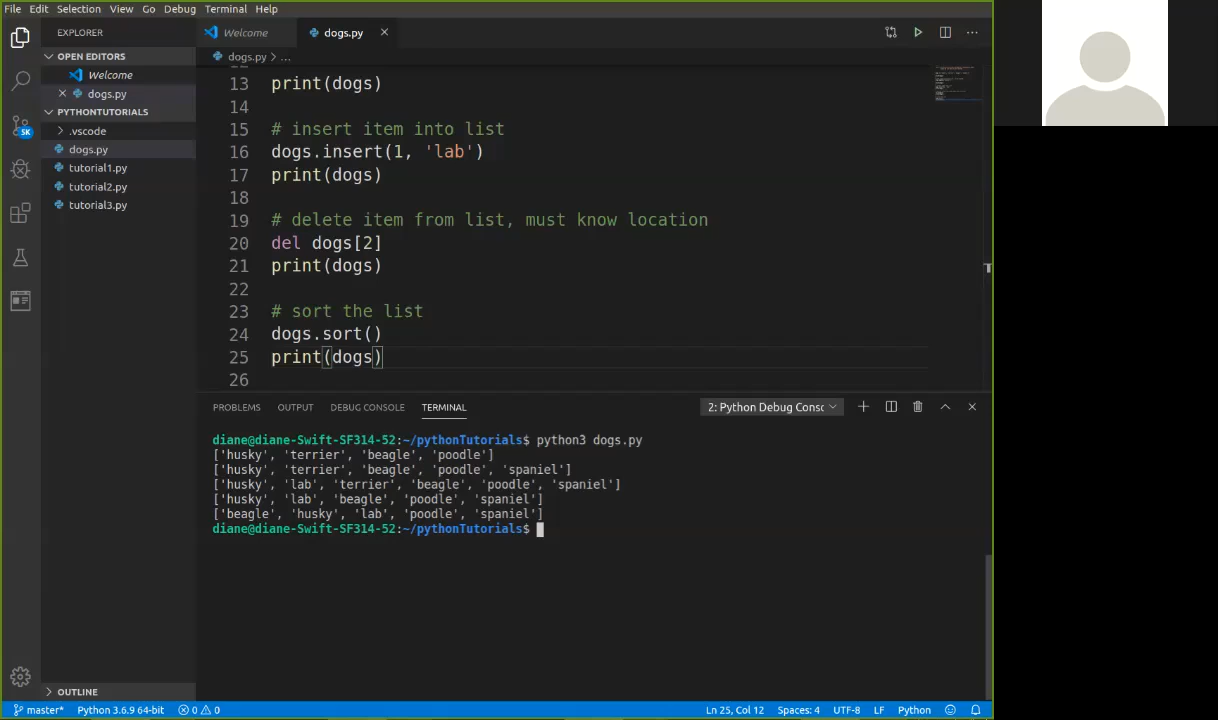 File Edit Selection View Go Debug Terminal Help
EXPLORER
OPEN EDITORS
Welcome
dogs.py
PYTHONTUTORIALS
.vscode
dogs.py
tutorial1.py
tutorial2.py
tutorial3.py
OUTLINE
Welcome dogs.py
dogs.py > ...
13 print(dogs)
14
15 # insert item into list
16 dogs.insert(1, 'lab')
17 print(dogs)
18
19 # delete item from list, must know location
20 del dogs[2]
21 print(dogs)
22
23 # sort the list
24 dogs.sort()
25 print(dogs)
26
PROBLEMS OUTPUT DEBUG CONSOLE TERMINAL 2: Python Debug Consc
diane@diane-Swift-SF314-52:~/pythonTutorials$ python3 dogs.py
['husky', 'terrier', 'beagle', 'poodle']
['husky', 'terrier', 'beagle', 'poodle', 'spaniel']
['husky', 'lab', 'terrier', 'beagle', 'poodle', 'spaniel']
['husky', 'lab', 'beagle', 'poodle', 'spaniel']
['beagle', 'husky', 'lab', 'poodle', 'spaniel']
diane@diane-Swift-SF314-52:~/pythonTutorials$
master* Python 3.6.9 64-bit 0 0 Ln 25, Col 12 Spaces: 4 UTF-8 LF Python